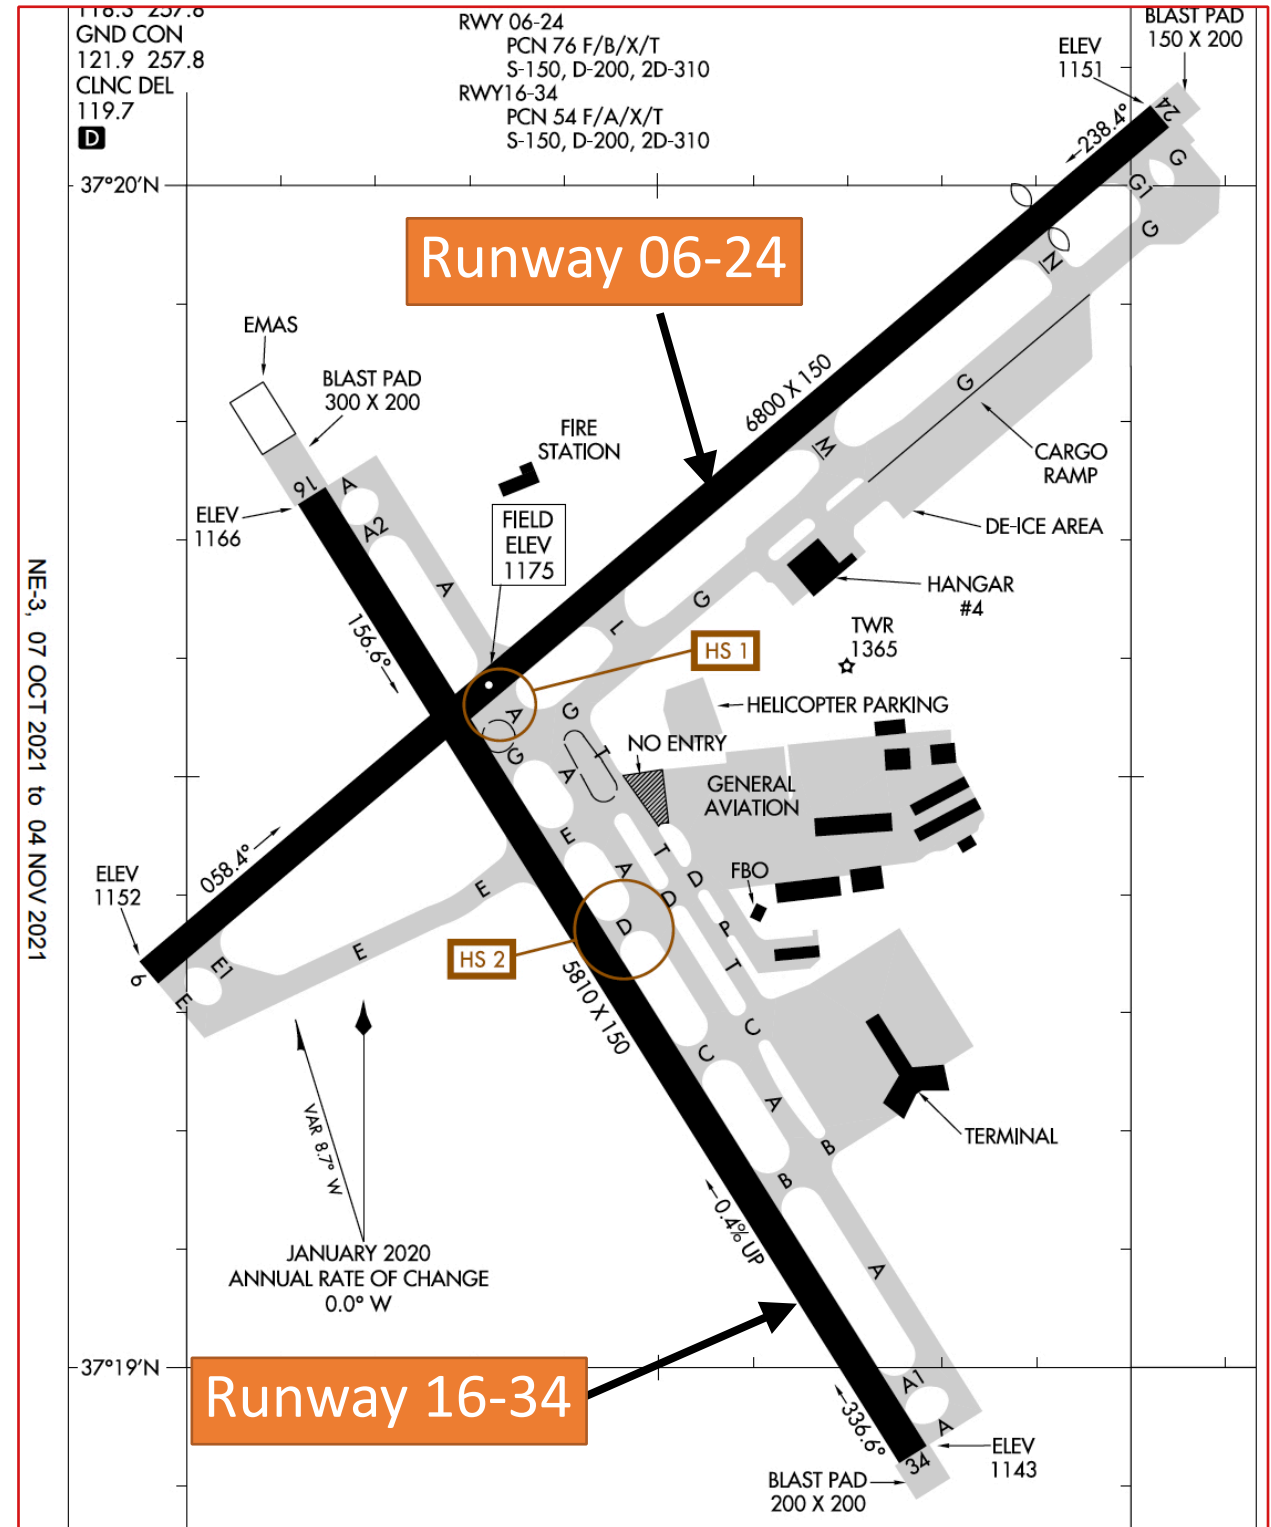 118.3 257.8
GND CON
121.9 257.8
CLNC DEL
119.7
D
RWY 06-24
PCN 76 F/B/X/T
S-150, D-200, 2D-310
RWY16-34
PCN 54 F/A/X/T
S-150, D-200, 2D-310
BLAST PAD
150 X 200
ELEV
1151
24
238.4°
G
G1
G
37°20'N
Runway 06-24
N
EMAS
BLAST PAD
300 X 200
6800 X 150
G
FIRE
STATION
M
CARGO
RAMP
16
A
ELEV
1166
A2
FIELD
ELEV
1175
DE-ICE AREA
A
G
HANGAR
#4
L
TWR
1365
156.6°
HS 1
HELICOPTER PARKING
A
G
G
T
A
NO ENTRY
GENERAL
AVIATION
NE-3, 07 OCT 2021 to 04 NOV 2021
058.4°
E
T
ELEV
1152
A
D
D
FBO
E
D
P
E
HS 2
T
6
E1
E
5810 X 150
C
C
VAR 8.7° W
A
TERMINAL
B
B
0.4% UP
JANUARY 2020
ANNUAL RATE OF CHANGE
0.0° W
A
37°19'N
Runway 16-34
A1
336.6°
A
34
ELEV
1143
BLAST PAD
200 X 200